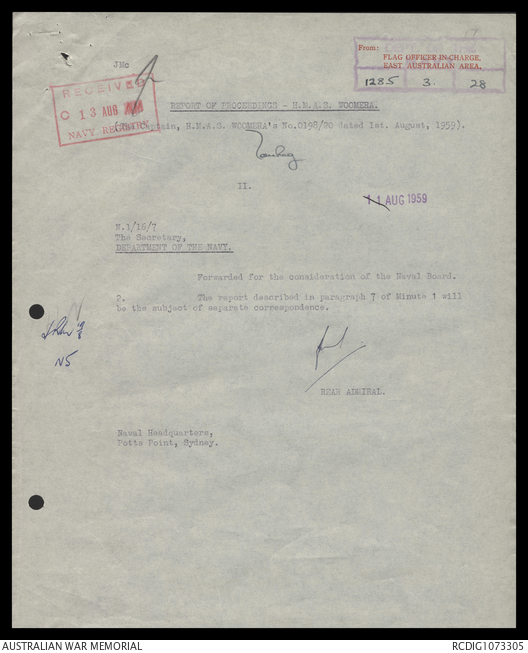 JMc
From:
FLAG OFFICER-IN-CHARGE,
EAST AUSTRALIAN AREA.
1285 3. 28
RECEIVED
C 13 AUG
NAVY REGISTRY
REPORT OF PROCEEDINGS - H.M.A.S. WOOMERA.
Captain, H.M.A.S. WOOMERA's No.0198/20 dated 1st. August, 1959).
II.
11 AUG 1959
N.1/16/7
The Secretary,
DEPARTMENT OF THE NAVY.
Forwarded for the consideration of the Naval Board.
2. The report described in paragraph 7 of Minute 1 will
be the subject of separate correspondence.
N5
REAR ADMIRAL.
Naval Headquarters,
Potts Point, Sydney.
AUSTRALIAN WAR MEMORIAL
RCDIG1073305